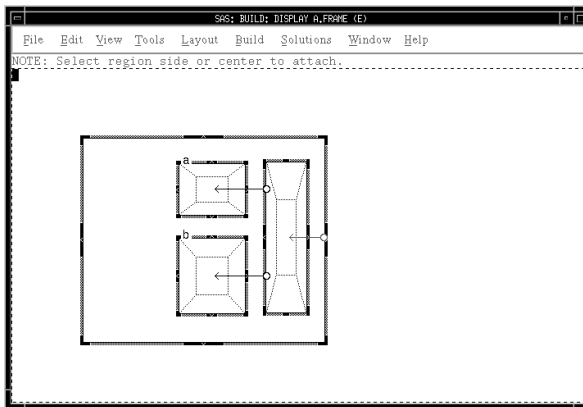 SAS: BUILD: DISPLAY A.FRAME (E)
File Edit View Tools Layout Build Solutions Window Help
NOTE: Select region side or center to attach.
a
b